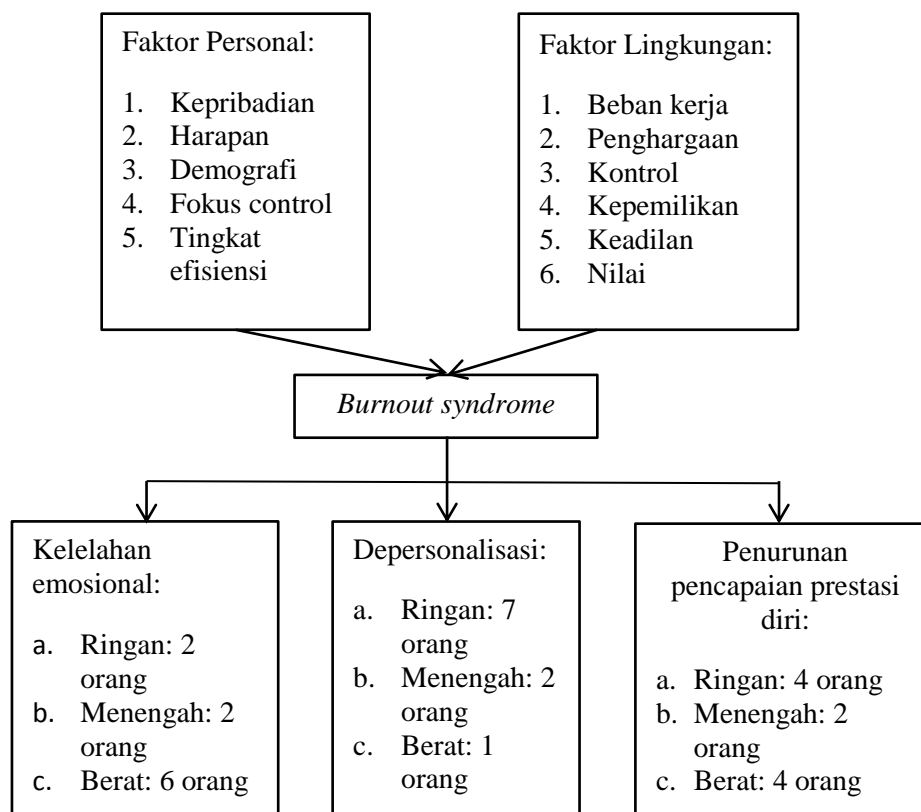 Faktor Personal:
1. Kepribadian
2. Harapan
3. Demografi
4. Fokus control
5. Tingkat
efisiensi
Faktor Lingkungan:
1. Beban kerja
2. Penghargaan
3. Kontrol
4. Kepemilikan
5. Keadilan
6. Nilai
Burnout syndrome
Kelelahan
emosional:
a. Ringan: 2
orang
b. Menengah: 2
orang
c. Berat: 6 orang
Depersonalisasi:
a. Ringan: 7
orang
b. Menengah: 2
orang
c. Berat: 1
orang
Penurunan
pencapaian prestasi
diri:
a. Ringan: 4 orang
b. Menengah: 2
orang
c. Berat: 4 orang